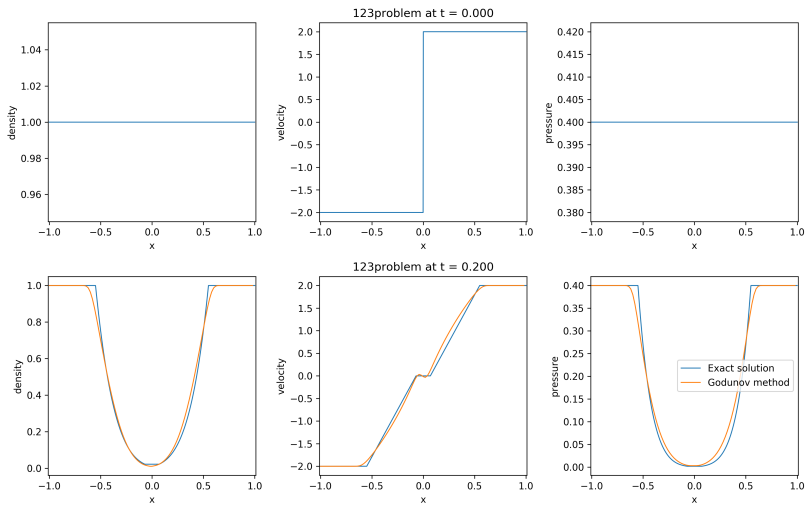 123problem at t = 0.000
1.04
1.02
1.00
0.98
0.96
density
−1.0 −0.5 0.0 0.5 1.0
x
2.0
1.5
1.0
0.5
0.0
−0.5
−1.0
−1.5
−2.0
velocity
−1.0 −0.5 0.0 0.5 1.0
x
0.420
0.415
0.410
0.405
0.400
0.395
0.390
0.385
0.380
pressure
−1.0 −0.5 0.0 0.5 1.0
x
123problem at t = 0.200
1.0
0.8
0.6
0.4
0.2
0.0
density
−1.0 −0.5 0.0 0.5 1.0
x
2.0
1.5
1.0
0.5
0.0
−0.5
−1.0
−1.5
−2.0
velocity
−1.0 −0.5 0.0 0.5 1.0
x
0.40
0.35
0.30
0.25
0.20
0.15
0.10
0.05
0.00
pressure
Exact solution
Godunov method
−1.0 −0.5 0.0 0.5 1.0
x